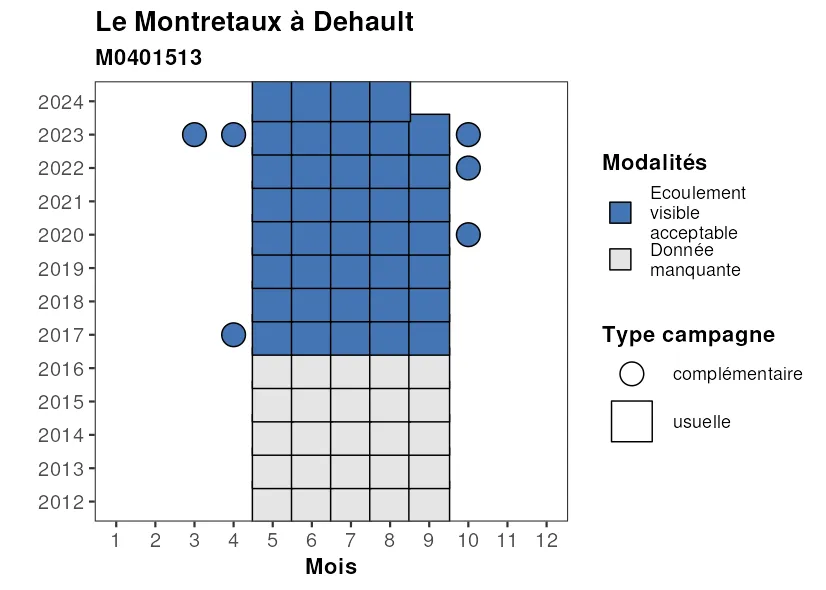 Le Montretaux à Dehault
M0401513
2024
2023
2022
2021
2020
2019
2018
2017
2016
2015
2014
2013
2012
1 2 3 4 5 6 7 8 9 10 11 12
Mois
Modalités
Ecoulement
visible
acceptable
Donnée
manquante
Type campagne
complémentaire
usuelle